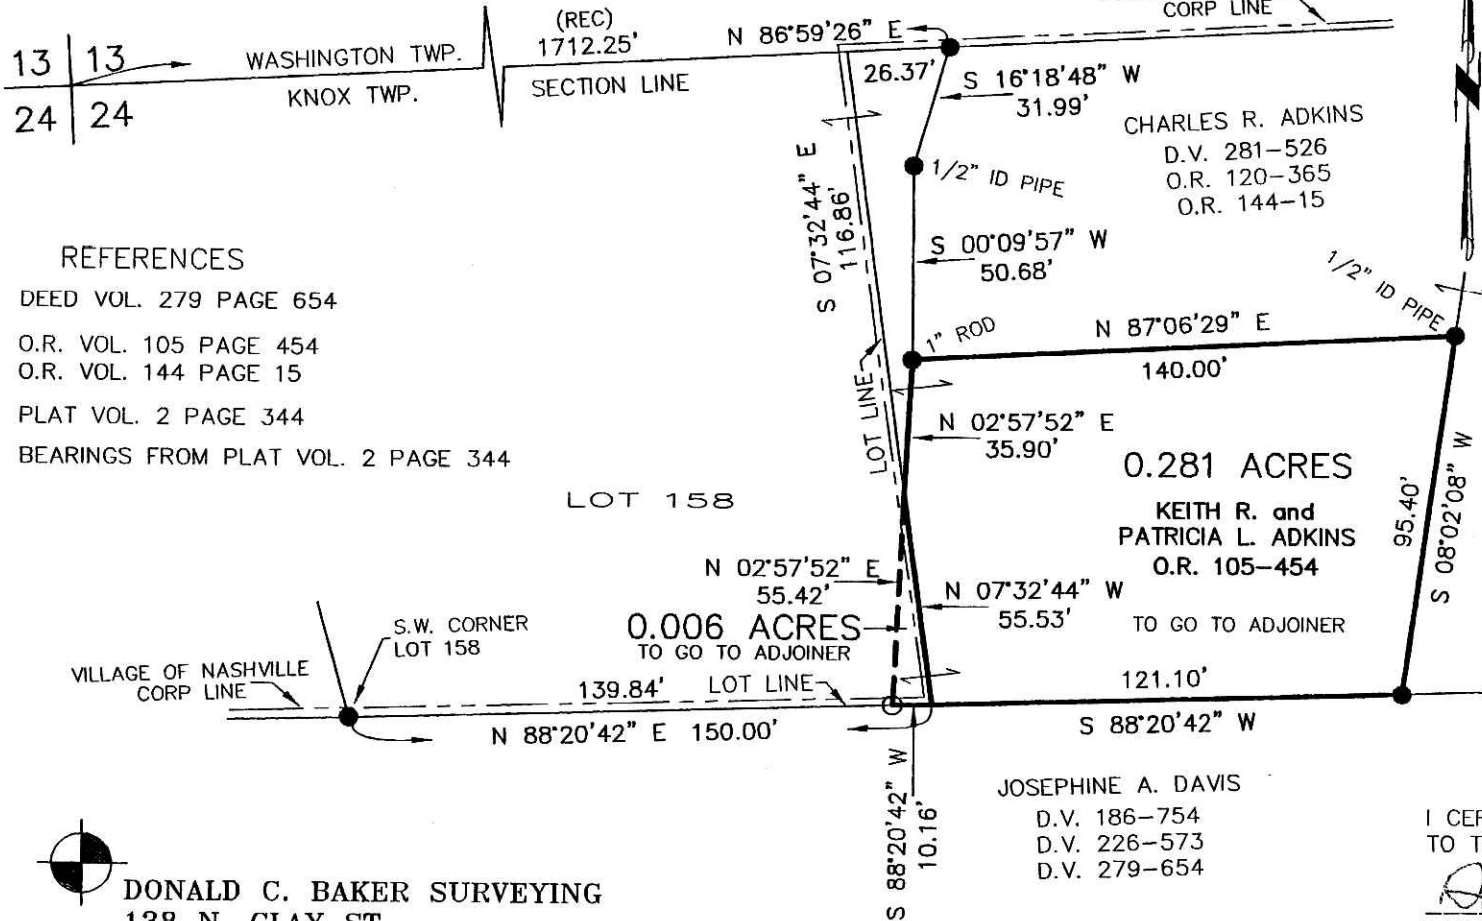 (REC)
1712.25'
N 86°59'26" E
CORP LINE
13 13
24 24
WASHINGTON TWP.
KNOX TWP.
SECTION LINE
26.37'
S 16°18'48" W
31.99'
CHARLES R. ADKINS
D.V. 281-526
O.R. 120-365
O.R. 144-15
1/2" ID PIPE
S 07°32'44" E
116.86'
S 00°09'57" W
50.68'
1/2" ID PIPE
REFERENCES
DEED VOL. 279 PAGE 654
O.R. VOL. 105 PAGE 454
O.R. VOL. 144 PAGE 15
PLAT VOL. 2 PAGE 344
BEARINGS FROM PLAT VOL. 2 PAGE 344
1" ROD
N 87°06'29" E
140.00'
LOT LINE
N 02°57'52" E
35.90'
0.281 ACRES
KEITH R. and
PATRICIA L. ADKINS
O.R. 105-454
TO GO TO ADJOINER
95.40'
S 08°02'08" W
LOT 158
N 02°57'52" E
55.42'
N 07°32'44" W
55.53'
0.006 ACRES
TO GO TO ADJOINER
S.W. CORNER
LOT 158
VILLAGE OF NASHVILLE
CORP LINE
139.84'
LOT LINE
121.10'
N 88°20'42" E 150.00'
S 88°20'42" W
S 88°20'42" W
10.16'
JOSEPHINE A. DAVIS
D.V. 186-754
D.V. 226-573
D.V. 279-654
DONALD C. BAKER SURVEYING
138 N. CLAY ST
I CER
TO T